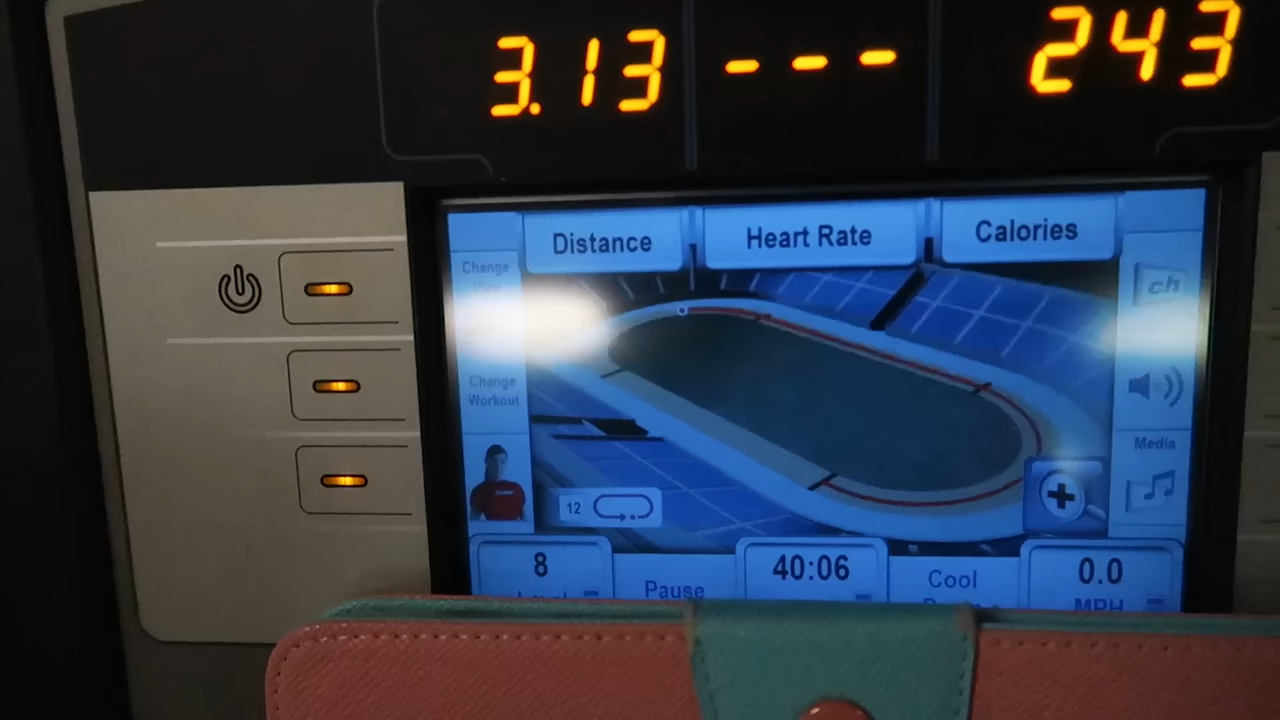 3.13 --- 243
Distance Heart Rate Calories
Change
ch
Change
Workout
Media
12
8 40:06 0.0
Pause Cool
MPH